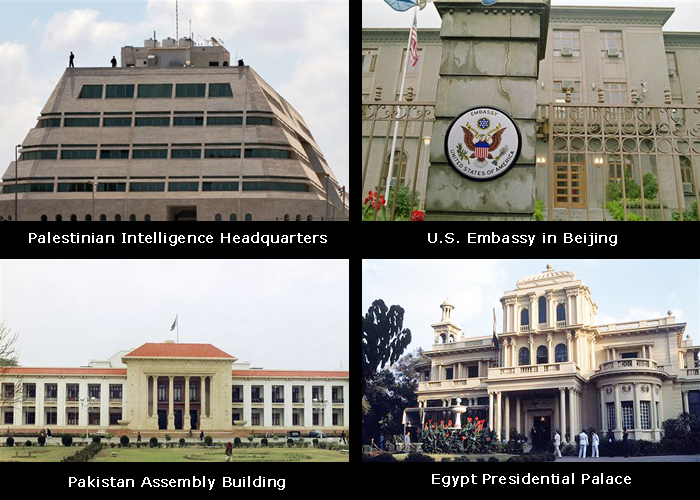 EMBASSY
UNITED STATES OF AMERICA
Palestinian Intelligence Headquarters
U.S. Embassy in Beijing
Pakistan Assembly Building
Egypt Presidential Palace